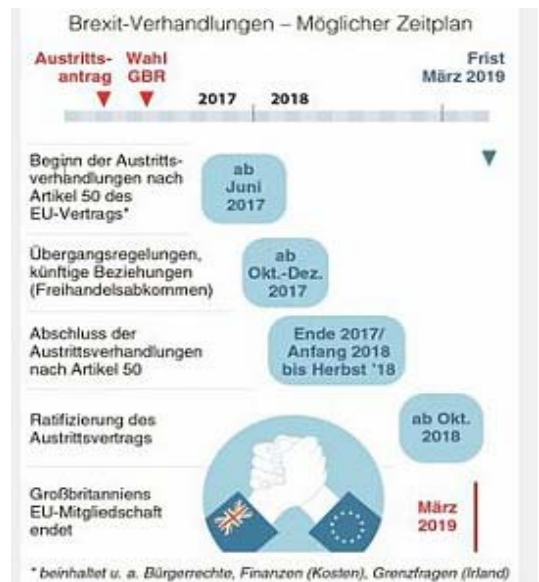 Brexit-Verhandlungen – Möglicher Zeitplan
Austritts-
antrag
Wahl
GBR
Frist
März 2019
2017
2018
Beginn der Austritts-
verhandlungen nach
Artikel 50 des
EU-Vertrags*
ab
Juni
2017
Übergangsregelungen,
künftige Beziehungen
(Freihandelsabkommen)
ab
Okt.-Dez.
2017
Abschluss der
Austrittsverhandlungen
nach Artikel 50
Ende 2017/
Anfang 2018
bis Herbst '18
Ratifizierung des
Austrittsvertrags
ab Okt.
2018
Großbritanniens
EU-Mitgliedschaft
endet
März
2019
* beinhaltet u. a. Bürgerrechte, Finanzen (Kosten), Grenzfragen (Irland)